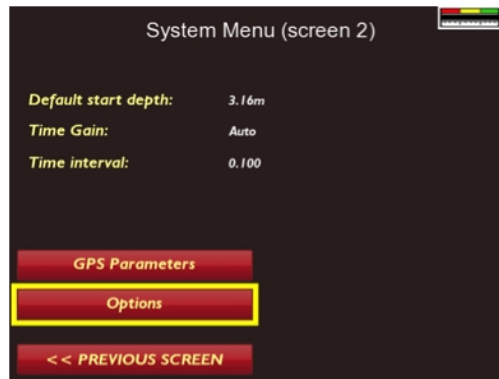 System Menu (screen 2)
Default start depth: 3.16m
Time Gain: Auto
Time interval: 0.100
GPS Parameters
Options
<< PREVIOUS SCREEN